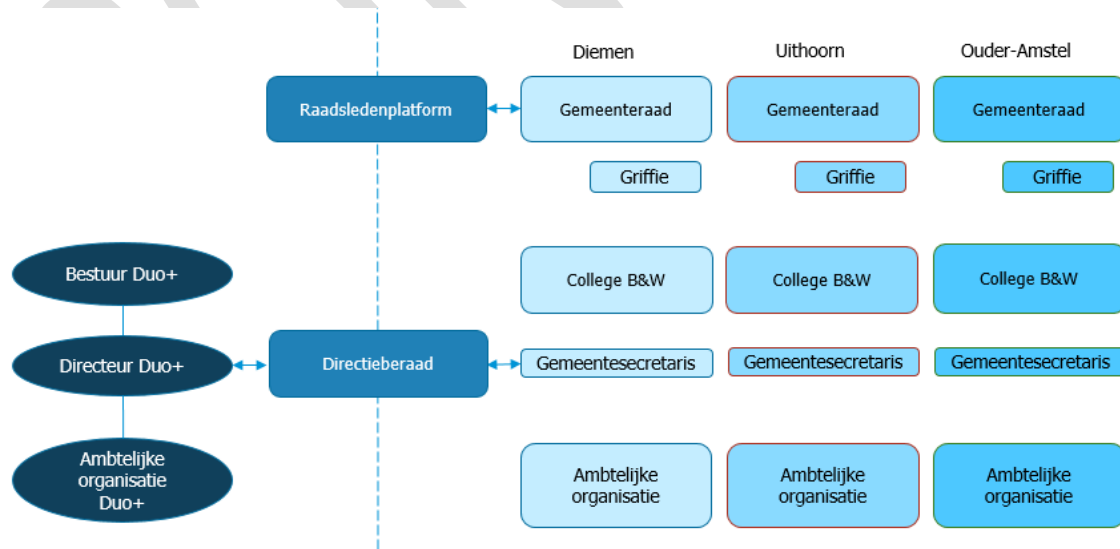 Diemen
Uithoorn
Ouder-Amstel
Raadsledenplatform
Gemeenteraad
Gemeenteraad
Gemeenteraad
Griffie
Griffie
Griffie
Bestuur Duo+
College B&W
College B&W
College B&W
Directeur Duo+
Directieberaad
Gemeentesecretaris
Gemeentesecretaris
Gemeentesecretaris
Ambtelijke
organisatie
Duo+
Ambtelijke
organisatie
Ambtelijke
organisatie
Ambtelijke
organisatie